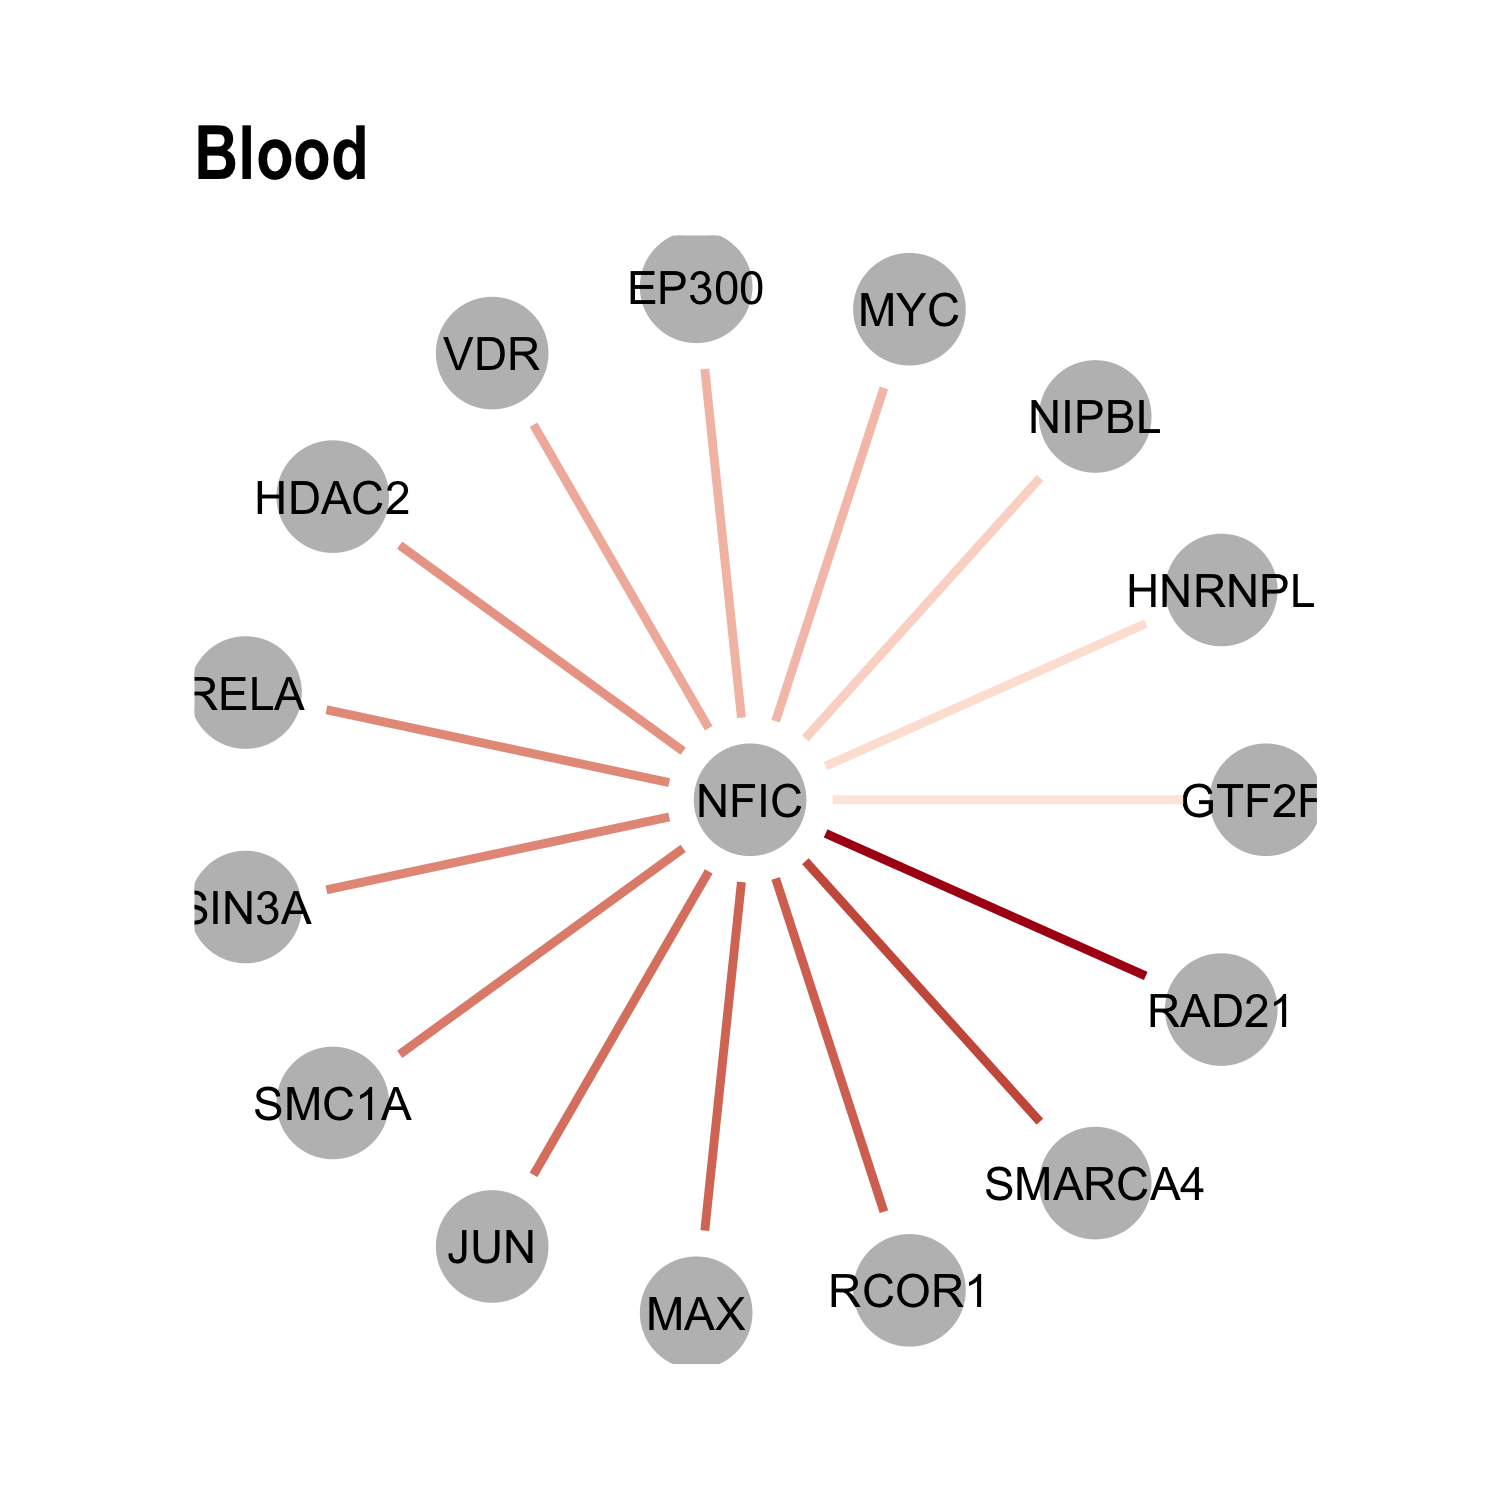 Blood
EP300
MYC
VDR
NIPBL
HDAC2
HNRNPL
RELA
NFIC
GTF2F
SIN3A
RAD21
SMC1A
SMARCA4
JUN
RCOR1
MAX